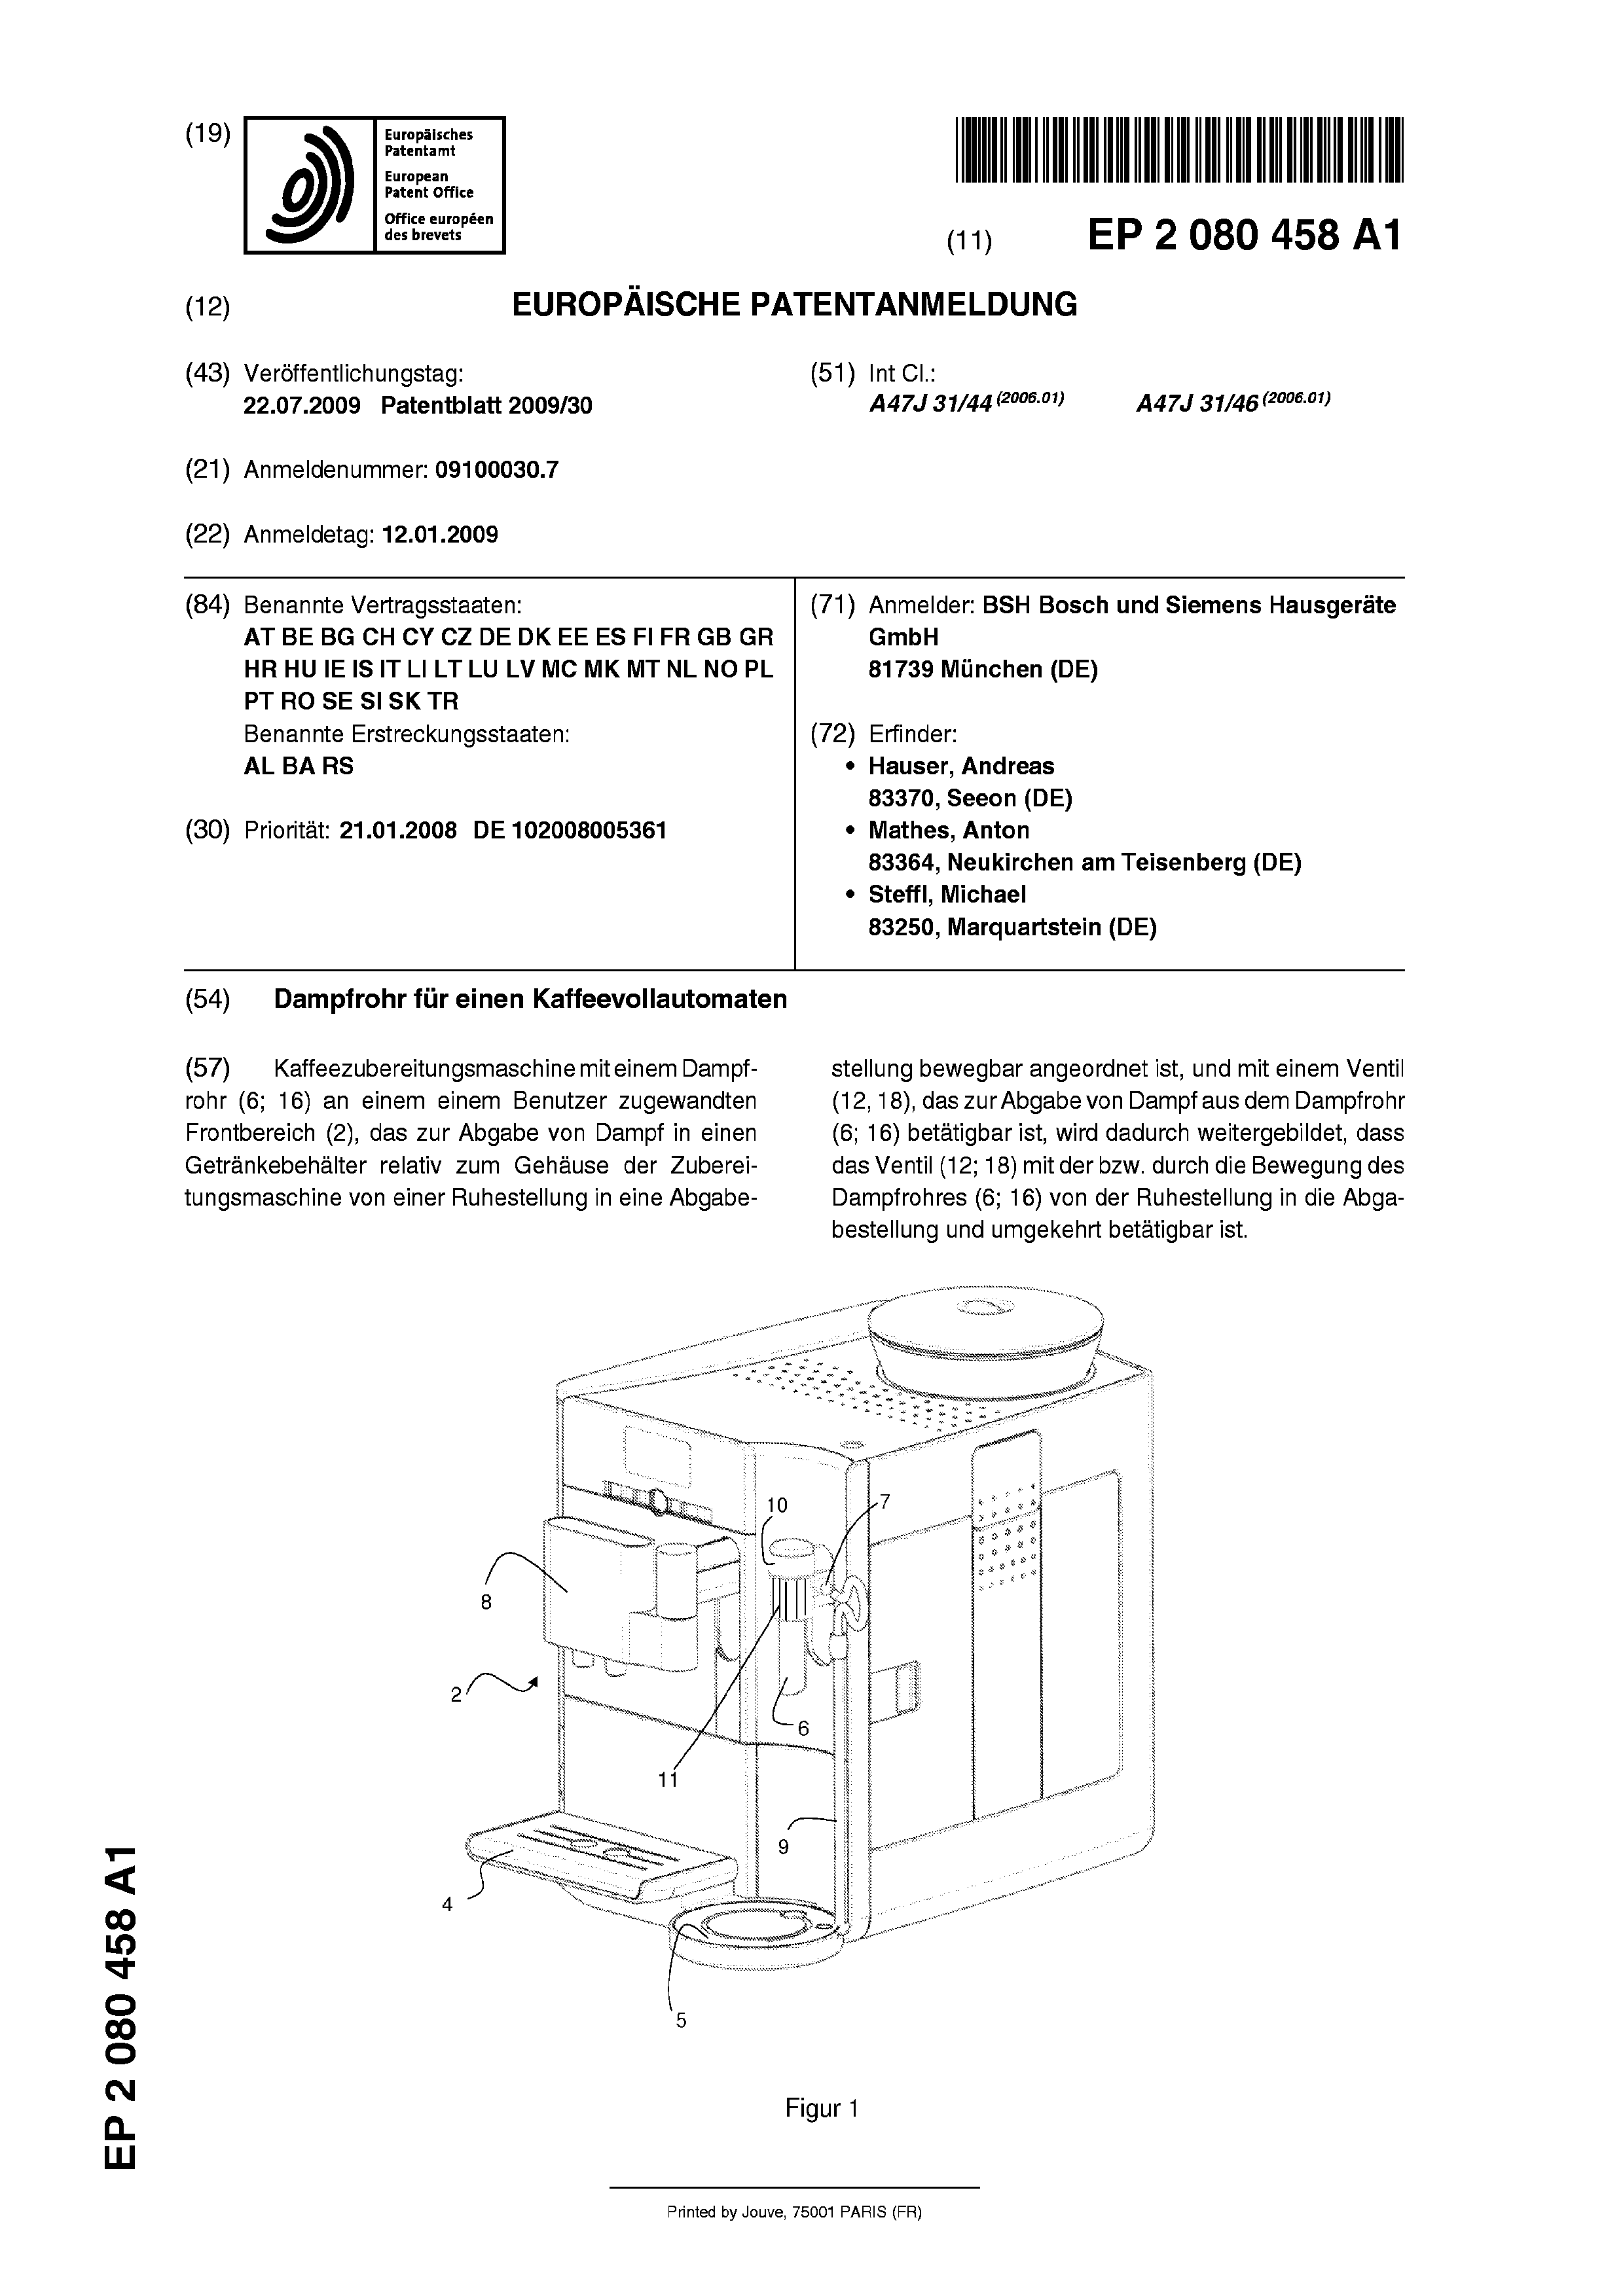 (19)
Europäisches
Patentamt
European
Patent Office
Office européen
des brevets
(11) EP 2 080 458 A1
(12) EUROPÄISCHE PATENTANMELDUNG
(43) Veröffentlichungstag:
22.07.2009 Patentblatt 2009/30
(51) Int Cl.:
A47J 31/44 (2006.01) A47J 31/46 (2006.01)
(21) Anmeldenummer: 09100030.7
(22) Anmeldetag: 12.01.2009
(84) Benannte Vertragsstaaten:
AT BE BG CH CY CZ DE DK EE ES FI FR GB GR
HR HU IE IS IT LI LT LU LV MC MK MT NL NO PL
PT RO SE SI SK TR
Benannte Erstreckungsstaaten:
AL BA RS
(30) Priorität: 21.01.2008 DE 102008005361
(71) Anmelder: BSH Bosch und Siemens Hausgeräte
GmbH
81739 München (DE)
(72) Erfinder:
• Hauser, Andreas
83370, Seeon (DE)
• Mathes, Anton
83364, Neukirchen am Teisenberg (DE)
• Steffl, Michael
83250, Marquartstein (DE)
(54) Dampfrohr für einen Kaffeevollautomaten
(57) Kaffeezubereitungsmaschine mit einem Dampf-
rohr (6; 16) an einem einem Benutzer zugewandten
Frontbereich (2), das zur Abgabe von Dampf in einen
Getränkebehälter relativ zum Gehäuse der Zuberei-
tungsmaschine von einer Ruhestellung in eine Abgabe-
stellung bewegbar angeordnet ist, und mit einem Ventil
(12, 18), das zur Abgabe von Dampf aus dem Dampfrohr
(6; 16) betätigbar ist, wird dadurch weitergebildet, dass
das Ventil (12; 18) mit der bzw. durch die Bewegung des
Dampfrohres (6; 16) von der Ruhestellung in die Abga-
bestellung und umgekehrt betätigbar ist.
10
7
8
2
6
11
9
4
5
Figur 1
EP 2 080 458 A1
Printed by Jouve, 75001 PARIS (FR)